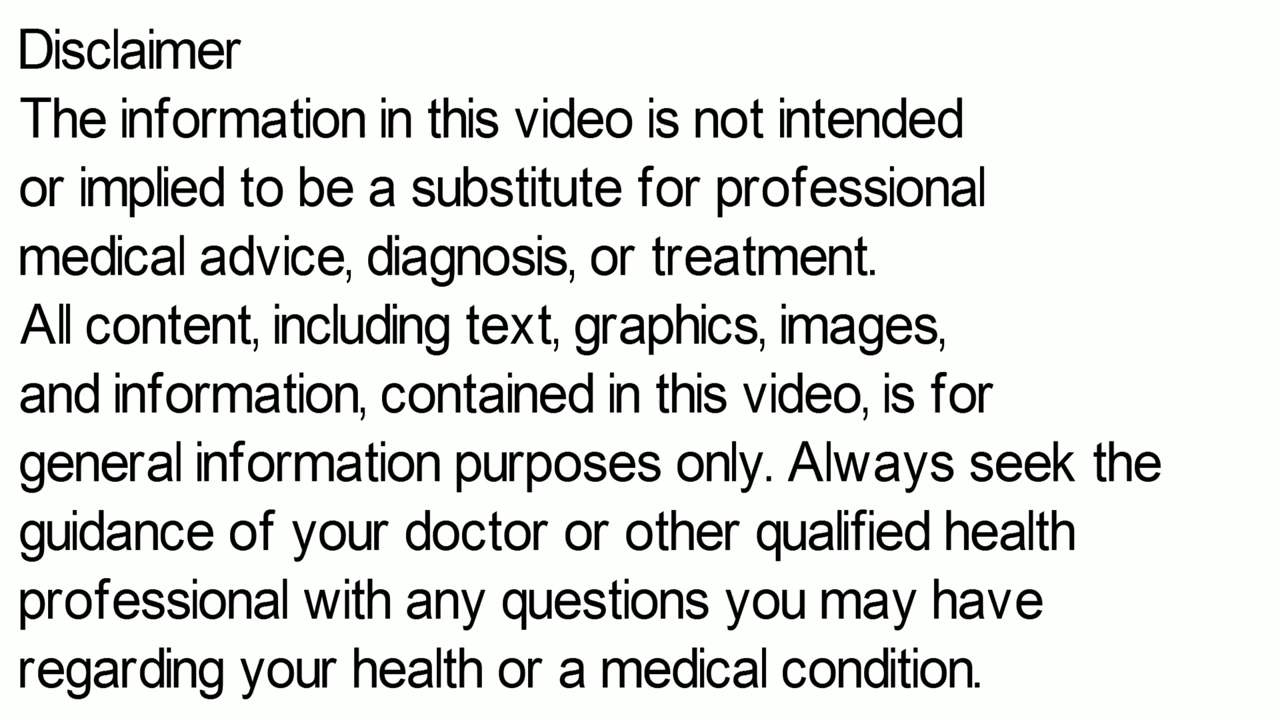 Disclaimer
The information in this video is not intended
or implied to be a substitute for professional
medical advice, diagnosis, or treatment.
All content, including text, graphics, images,
and information, contained in this video, is for
general information purposes only. Always seek the
guidance of your doctor or other qualified health
professional with any questions you may have
regarding your health or a medical condition.